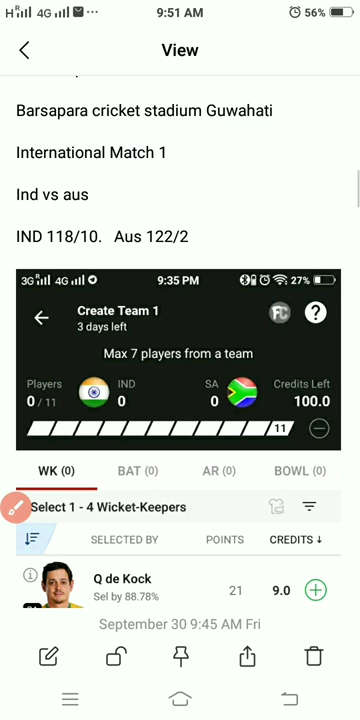 H R 4G ... 9:51 AM 56%
View
Barsapara cricket stadium Guwahati
International Match 1
Ind vs aus
IND 118/10. Aus 122/2
3G R 4G 9:35 PM 27%
Create Team 1
3 days left
FC ?
Max 7 players from a team
Players IND SA Credits Left
0 / 11 0 0 100.0
11
WK (0) BAT (0) AR (0) BOWL (0)
Select 1 - 4 Wicket-Keepers
SELECTED BY POINTS CREDITS ↓
Q de Kock
Sel by 88.78% 21 9.0
September 30 9:45 AM Fri